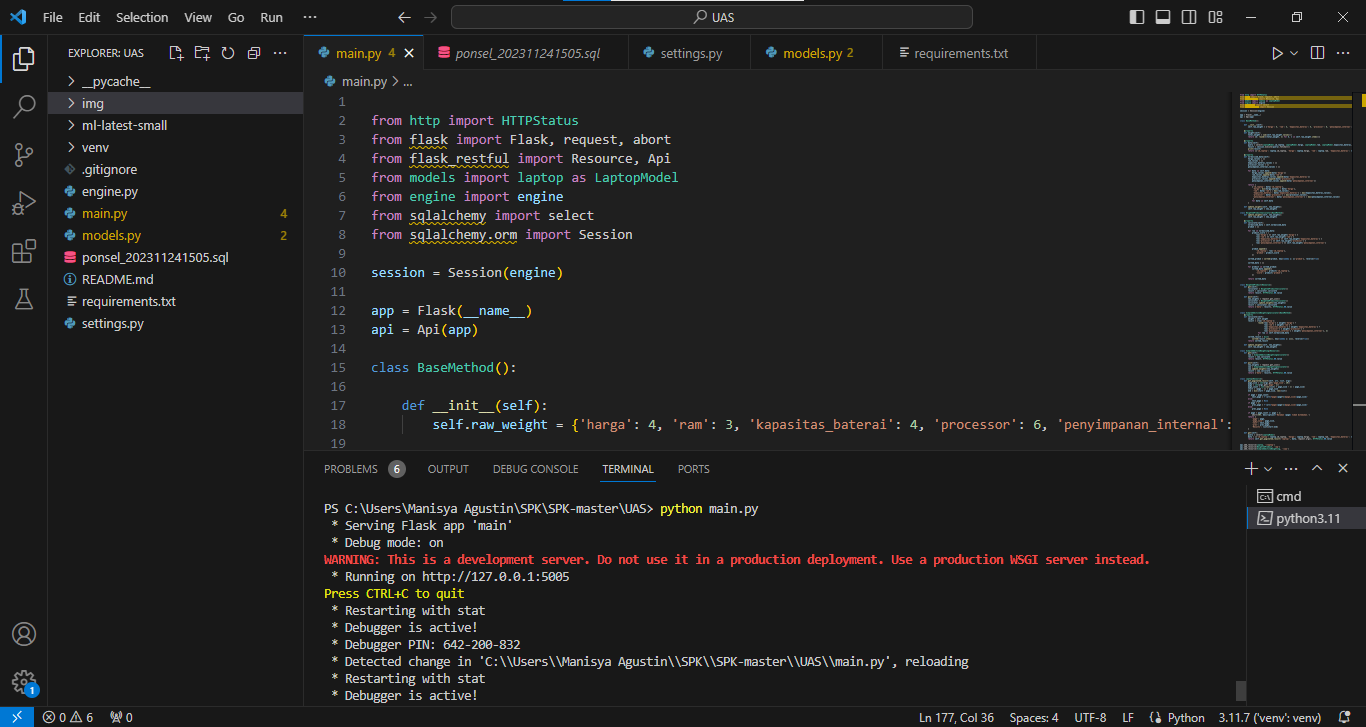 File Edit Selection View Go Run ··· UAS
EXPLORER: UAS
__pycache__
img
ml-latest-small
venv
.gitignore
engine.py
main.py 4
models.py 2
ponsel_202311241505.sql
README.md
requirements.txt
settings.py
main.py 4
ponsel_202311241505.sql
settings.py
models.py 2
requirements.txt
main.py > ...
1
2 from http import HTTPStatus
3 from flask import Flask, request, abort
4 from flask_restful import Resource, Api
5 from models import laptop as LaptopModel
6 from engine import engine
7 from sqlalchemy import select
8 from sqlalchemy.orm import Session
9
10 session = Session(engine)
11
12 app = Flask(__name__)
13 api = Api(app)
14
15 class BaseMethod():
16
17 def __init__(self):
18 self.raw_weight = {'harga': 4, 'ram': 3, 'kapasitas_baterai': 4, 'processor': 6, 'penyimpanan_internal':
19
PROBLEMS 6 OUTPUT DEBUG CONSOLE TERMINAL PORTS
PS C:\Users\Manisya Agustin\SPK\SPK-master\UAS> python main.py
* Serving Flask app 'main'
* Debug mode: on
WARNING: This is a development server. Do not use it in a production deployment. Use a production WSGI server instead.
* Running on http://127.0.0.1:5005
Press CTRL+C to quit
* Restarting with stat
* Debugger is active!
* Debugger PIN: 642-200-832
* Detected change in 'C:\\Users\\Manisya Agustin\\SPK\\SPK-master\\UAS\\main.py', reloading
* Restarting with stat
* Debugger is active!
cmd
python3.11
1
0 6 0 Ln 177, Col 36 Spaces: 4 UTF-8 LF Python 3.11.7 ('venv': venv)